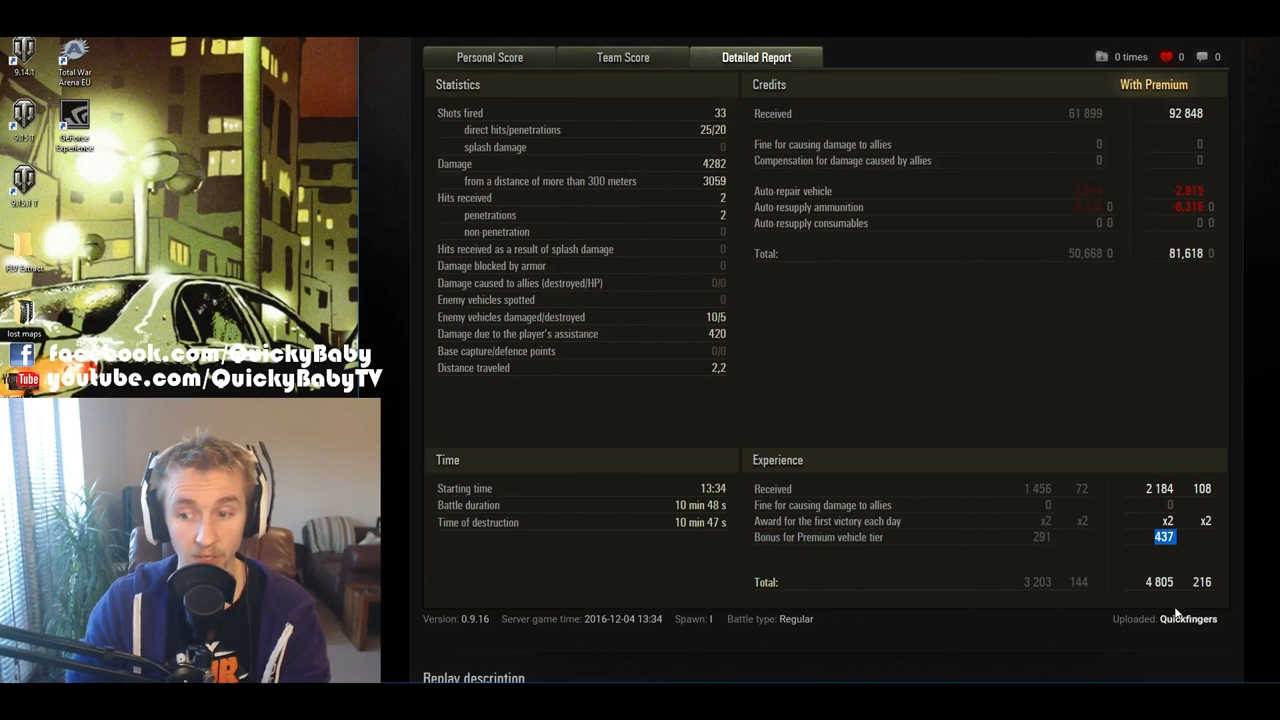 9.14.1
Total War
Arena EU
9.15 T
GeForce
Experience
9.15.1 T
FLV Extract
lost maps
facebook.com/QuickyBaby
YouTube youtube.com/QuickyBabyTV
Personal Score Team Score Detailed Report 0 times 0 0
Statistics Credits With Premium
Shots fired 33 Received 61 899 92 848
direct hits/penetrations 25/20
splash damage 0 Fine for causing damage to allies 0 0
Damage 4282 Compensation for damage caused by allies 0 0
from a distance of more than 300 meters 3059
Hits received 2 Auto repair vehicle -2,915
penetrations 2 Auto resupply ammunition 0 -8,316 0
non-penetration 0 Auto resupply consumables 0 0 0 0
Hits received as a result of splash damage 0 Total: 50,668 0 81,618 0
Damage blocked by armor 0
Damage caused to allies (destroyed/HP) 0/0
Enemy vehicles spotted 0
Enemy vehicles damaged/destroyed 10/5
Damage due to the player's assistance 420
Base capture/defence points 0/0
Distance traveled 2,2
Time Experience
Starting time 13:34 Received 1 456 72 2 184 108
Battle duration 10 min 48 s Fine for causing damage to allies 0 0
Time of destruction 10 min 47 s Award for the first victory each day x2 x2 x2 x2
Bonus for Premium vehicle tier 291 437
Total: 3 203 144 4 805 216
Version: 0.9.16 Server game time: 2016-12-04 13:34 Spawn: I Battle type: Regular Uploaded: Quickfingers
Replay description